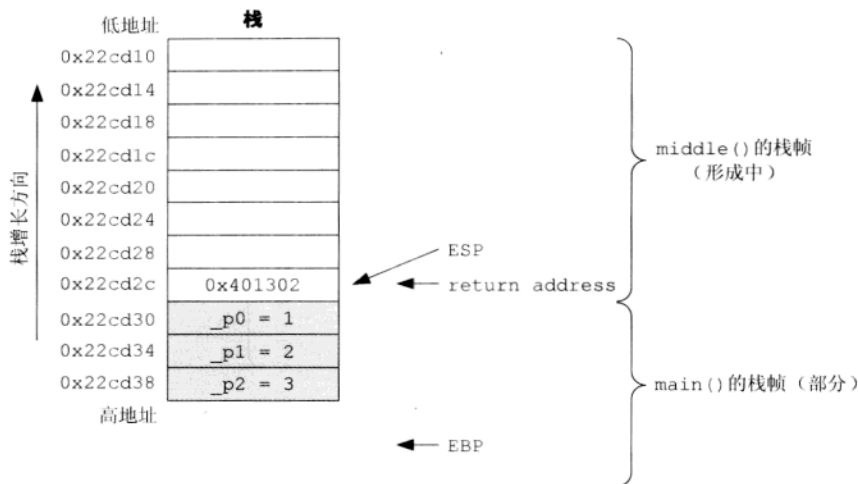 栈
低地址
0x22cd10
0x22cd14
0x22cd18
0x22cd1c
0x22cd20
0x22cd24
0x22cd28
0x22cd2c 0x401302
0x22cd30 _p0 = 1
0x22cd34 _p1 = 2
0x22cd38 _p2 = 3
高地址
栈增长方向
ESP
return address
EBP
middle()的栈帧
（形成中）
main()的栈帧（部分）